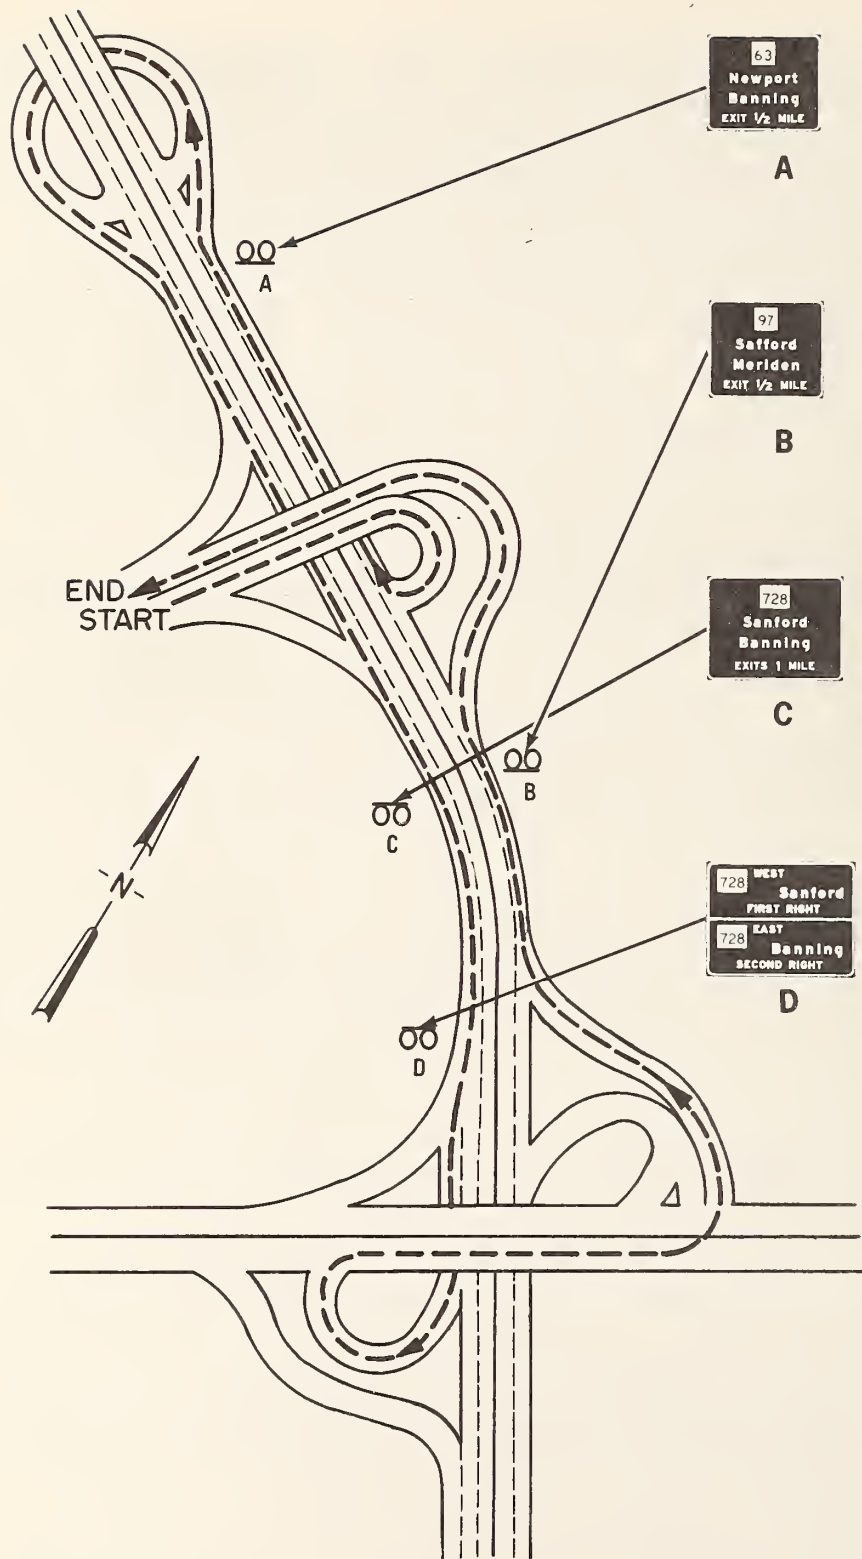 63
Newport
Banning
EXIT 1/2 MILE
A
A
97
Safford
Meriden
EXIT 1/2 MILE
B
END
START
728
Sanford
Banning
EXITS 1 MILE
C
B
C
N
728 WEST
Sanford
FIRST RIGHT
728 EAST
Banning
SECOND RIGHT
D
D